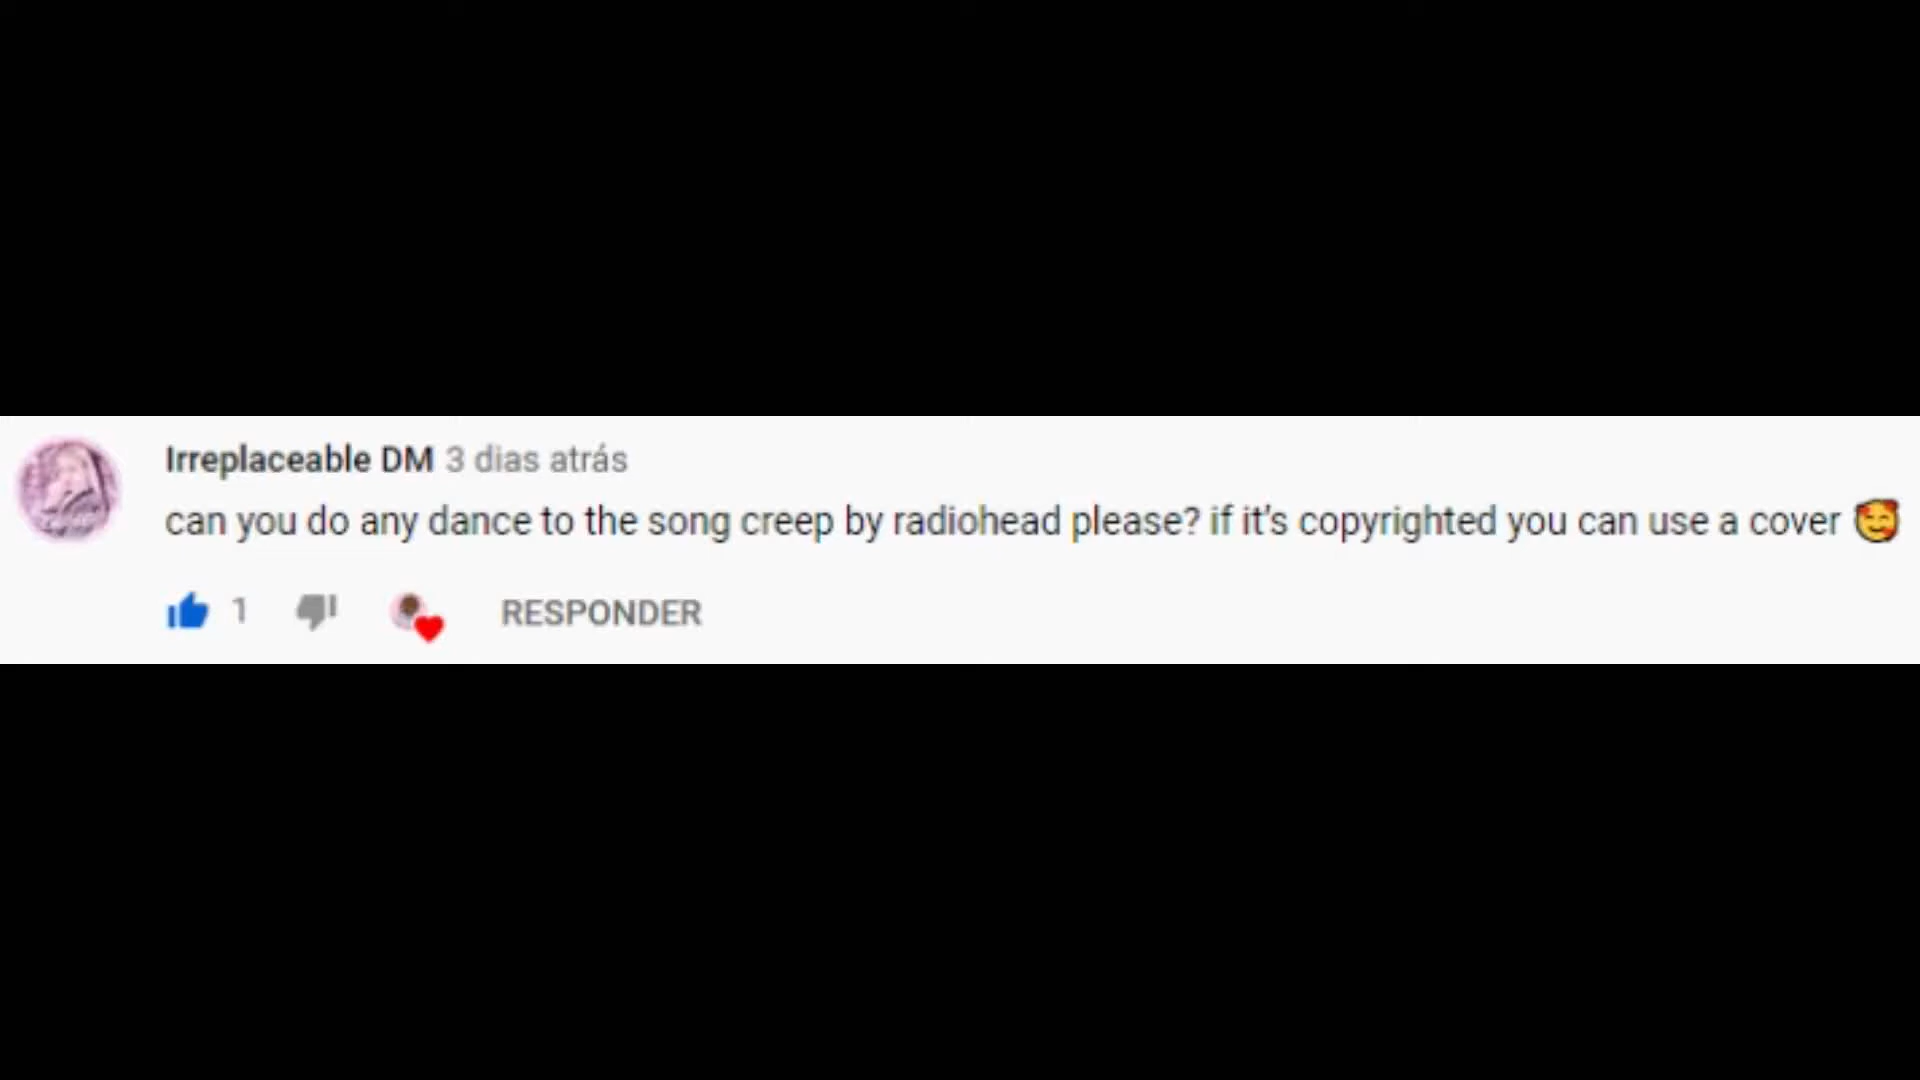 Irreplaceable DM 3 dias atrás
can you do any dance to the song creep by radiohead please? if it's copyrighted you can use a cover 🥰
1 RESPONDER